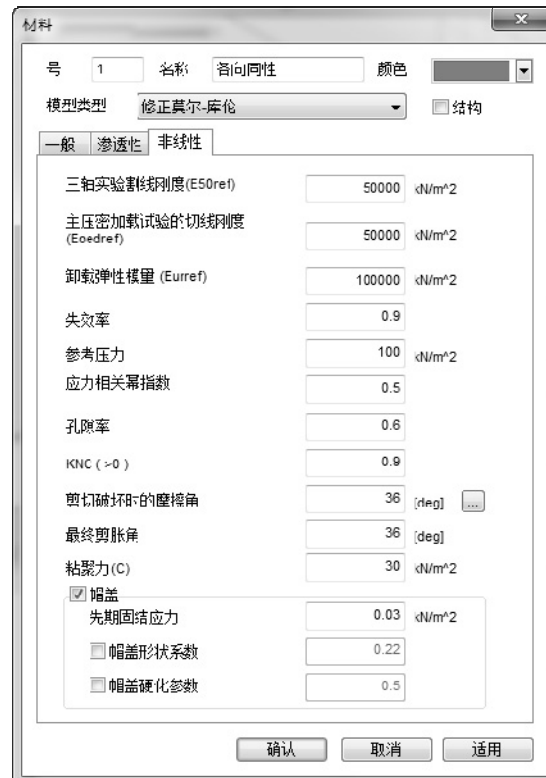 材料
号 1 名称 各向同性 颜色
模型类型 修正莫尔-库伦 结构
一般 渗透性 非线性
三轴实验割线刚度(E50ref) 50000 kN/m^2
主压密加载试验的切线刚度
(Eoedref) 50000 kN/m^2
卸载弹性模量 (Eurref) 100000 kN/m^2
失效率 0.9
参考压力 100 kN/m^2
应力相关幂指数 0.5
孔隙率 0.6
KNC ( >0 ) 0.9
剪切破坏时的摩擦角 36 [deg] ...
最终剪胀角 36 [deg]
粘聚力(C) 30 kN/m^2
帽盖
先期固结应力 0.03 kN/m^2
帽盖形状系数 0.22
帽盖硬化参数 0.5
确认 取消 适用